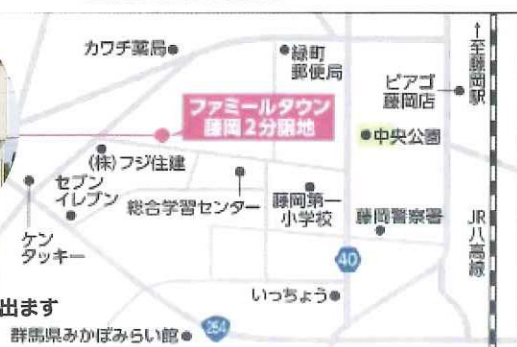 カワチ薬局
緑町
郵便局
↑至藤岡駅
ピアゴ
藤岡店
ファミールタウン
藤岡2分譲地
中央公園
(株)フジ住建
セブン
イレブン
総合学習センター
藤岡第一
小学校
藤岡警察署
JR八高線
ケン
タッキー
40
いっちょう
出ます
群馬県みかぼみらい館
254